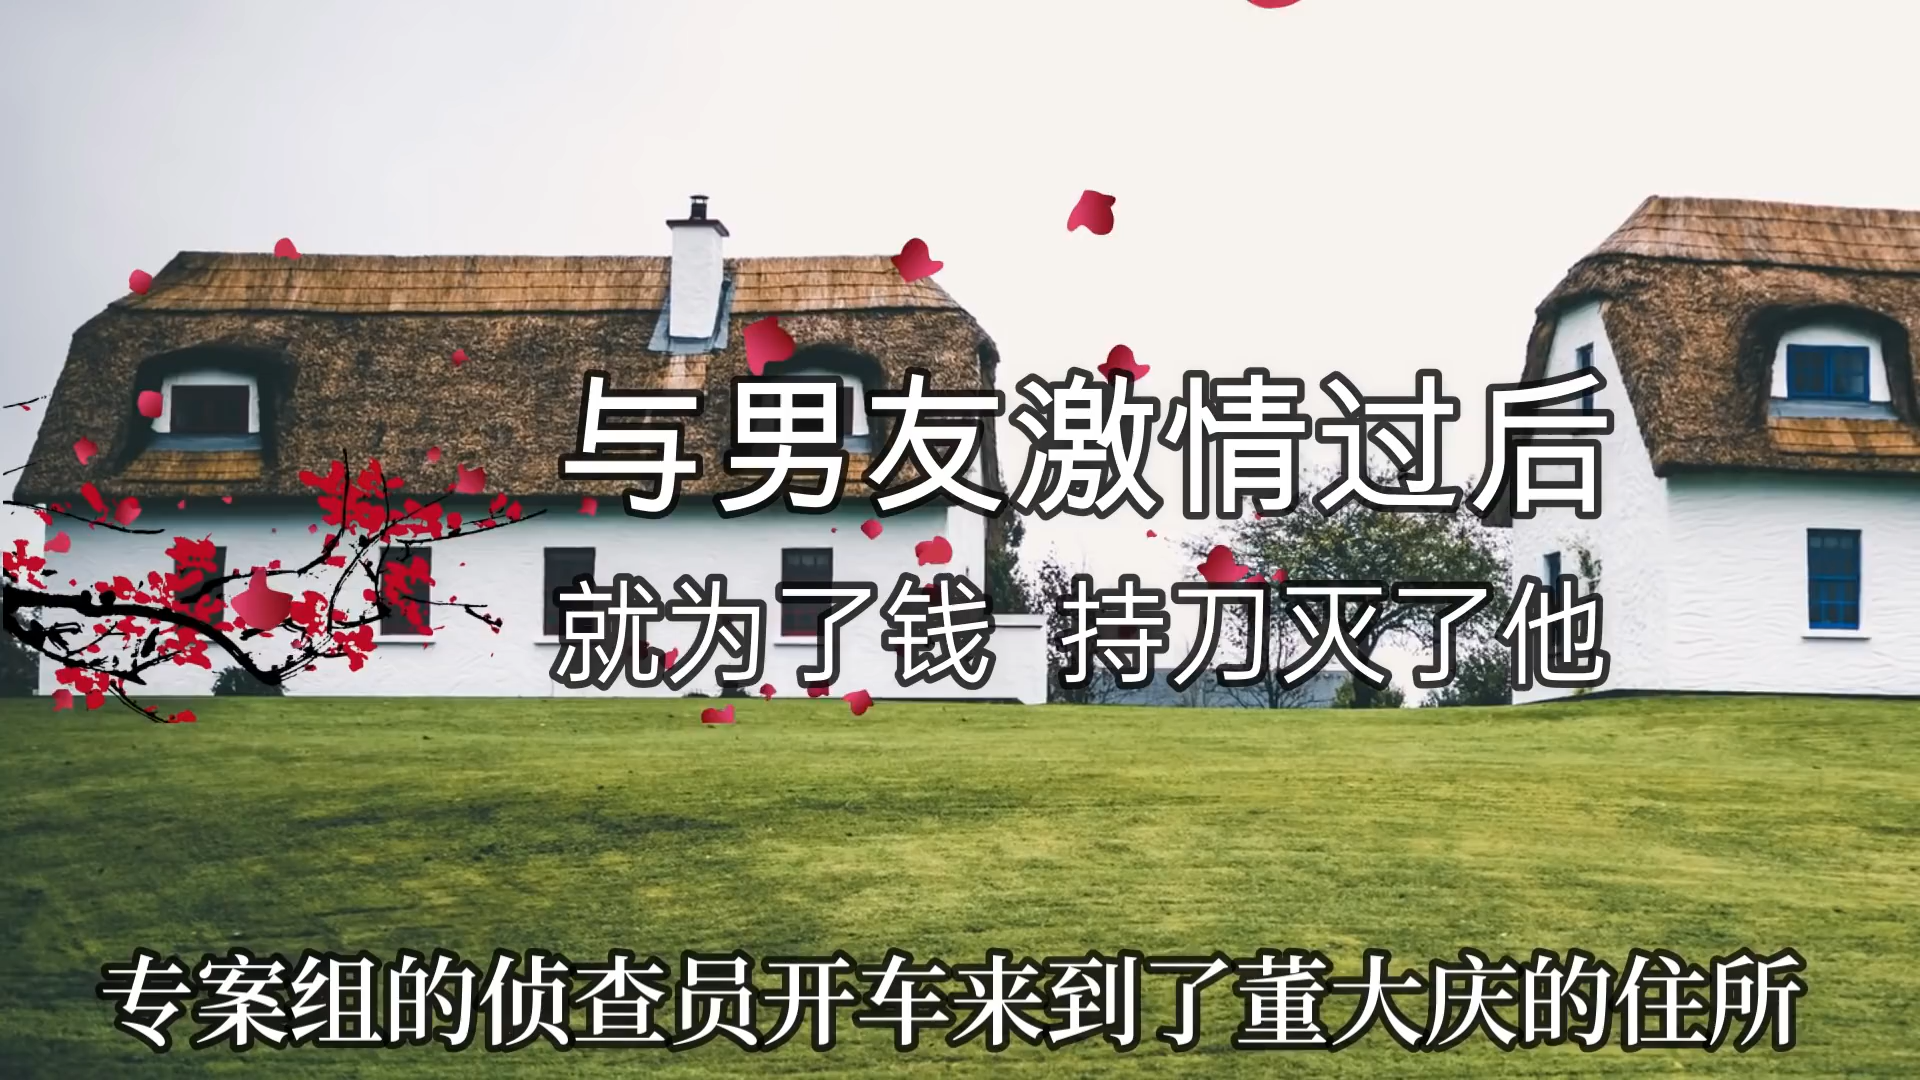 与男友激情过后
就为了钱 持刀灭了他
专案组的侦查员开车来到了董大庆的住所